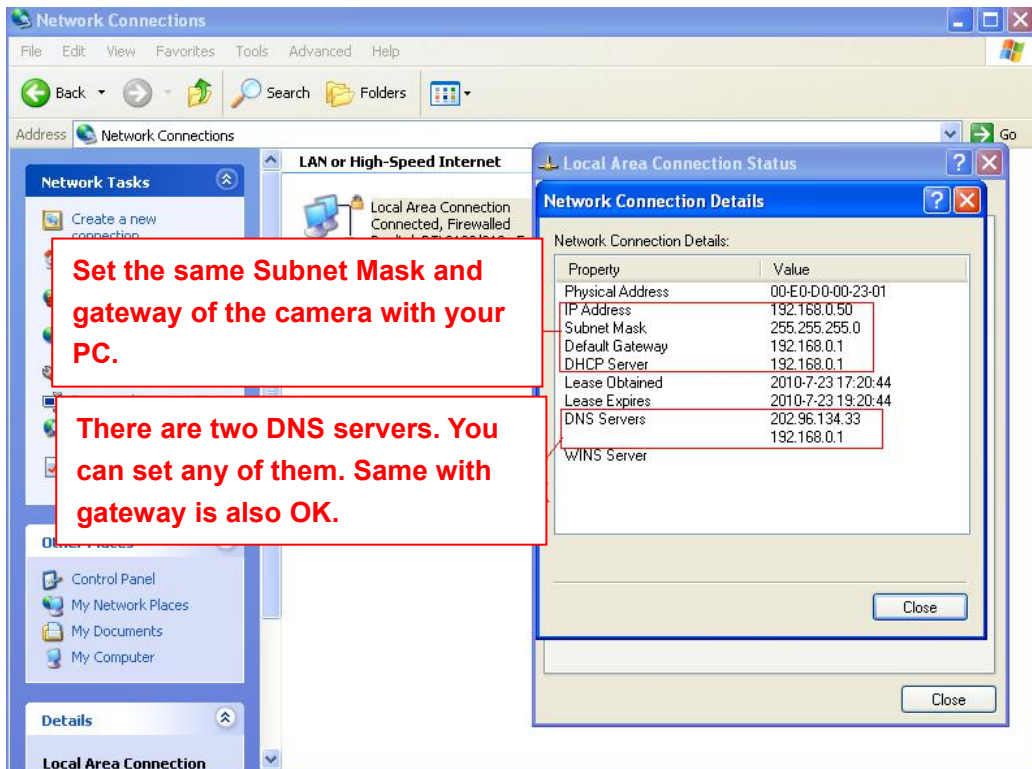 Network Connections
File Edit View Favorites Tools Advanced Help
Back Search Folders
Address Network Connections Go
Network Tasks
Create a new
connection
Other Places
Control Panel
My Network Places
My Documents
My Computer
Details
Local Area Connection
LAN or High-Speed Internet
Local Area Connection
Connected, Firewalled
Set the same Subnet Mask and
gateway of the camera with your
PC.
There are two DNS servers. You
can set any of them. Same with
gateway is also OK.
Local Area Connection Status
Network Connection Details
Network Connection Details:
Property Value
Physical Address 00-E0-D0-00-23-01
IP Address 192.168.0.50
Subnet Mask 255.255.255.0
Default Gateway 192.168.0.1
DHCP Server 192.168.0.1
Lease Obtained 2010-7-23 17:20:44
Lease Expires 2010-7-23 19:20:44
DNS Servers 202.96.134.33
192.168.0.1
WINS Server
Close
Close